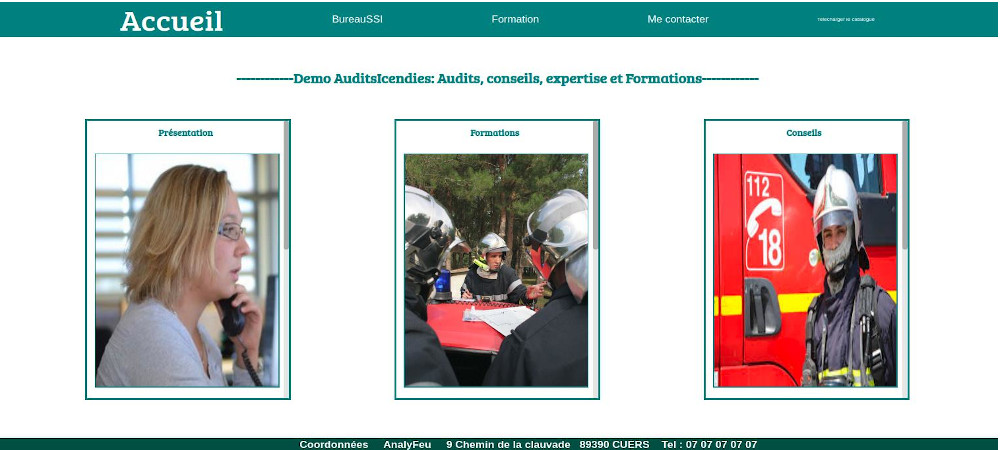 Accueil BureauSSI Formation Me contacter Telecharger le catalogue
------------Demo AuditsIcendies: Audits, conseils, expertise et Formations------------
Présentation Formations Conseils
112
18
Coordonnées AnalyFeu 9 Chemin de la clauvade 89390 CUERS Tel : 07 07 07 07 07